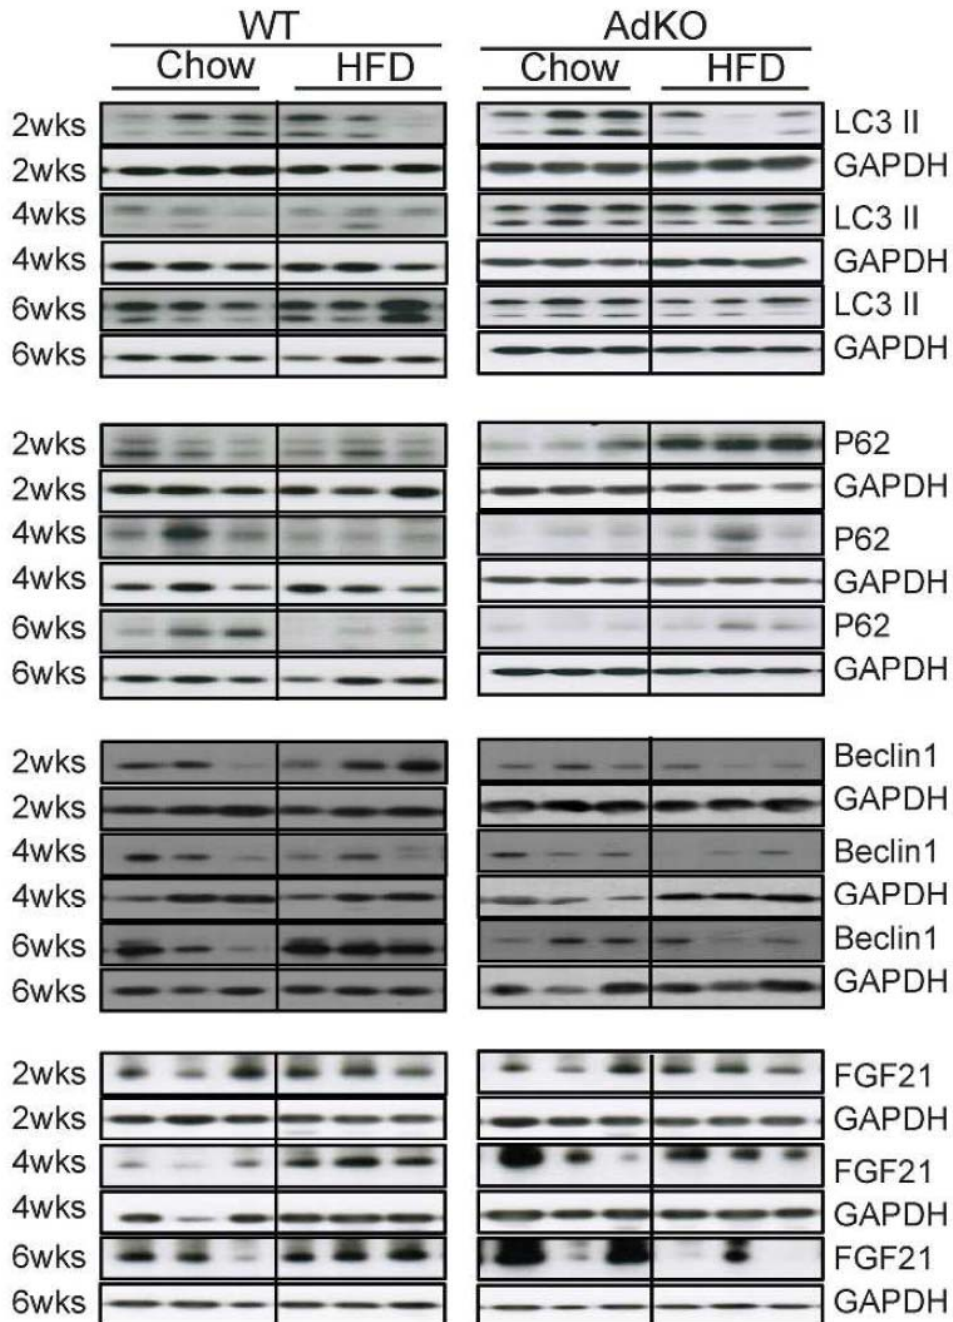 WT AdKO
Chow HFD Chow HFD
2wks LC3 II
2wks GAPDH
4wks LC3 II
4wks GAPDH
6wks LC3 II
6wks GAPDH
2wks P62
2wks GAPDH
4wks P62
4wks GAPDH
6wks P62
6wks GAPDH
2wks Beclin1
2wks GAPDH
4wks Beclin1
4wks GAPDH
6wks Beclin1
6wks GAPDH
2wks FGF21
2wks GAPDH
4wks FGF21
4wks GAPDH
6wks FGF21
6wks GAPDH